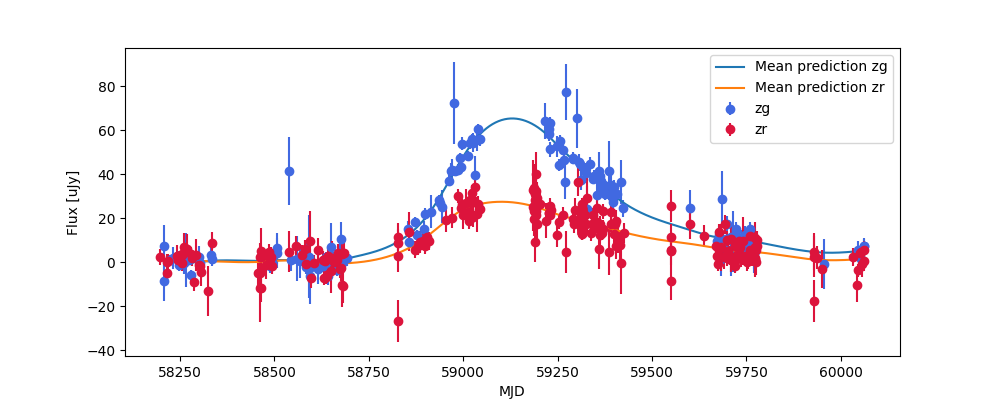 Mean prediction zg
Mean prediction zr
zg
zr
Flux [uJy]
80
60
40
20
0
−20
−40
58250
58500
58750
59000
59250
59500
59750
60000
MJD